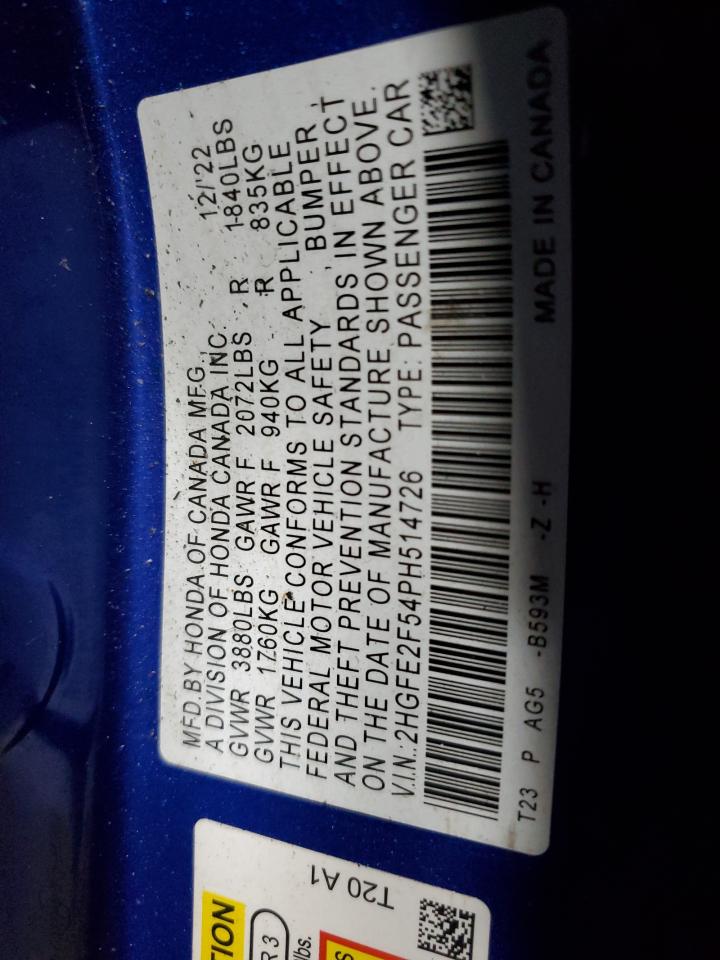 MFD.BY HONDA OF CANADA MFG., 12/'22
A DIVISION OF HONDA CANADA INC.
GVWR 3880LBS GAWR F 2072LBS R 1840LBS
GVWR 1760KG GAWR F 940KG R 835KG
THIS VEHICLE CONFORMS TO ALL APPLICABLE
FEDERAL MOTOR VEHICLE SAFETY , BUMPER ,
AND THEFT PREVENTION STANDARDS IN EFFECT
ON THE DATE OF MANUFACTURE SHOWN ABOVE.
V.I.N.:2HGFE2F54PH514726 TYPE: PASSENGER CAR
T23 P AG5 -B593M -Z -H MADE IN CANADA
T20 A1
TION
R3
lbs.